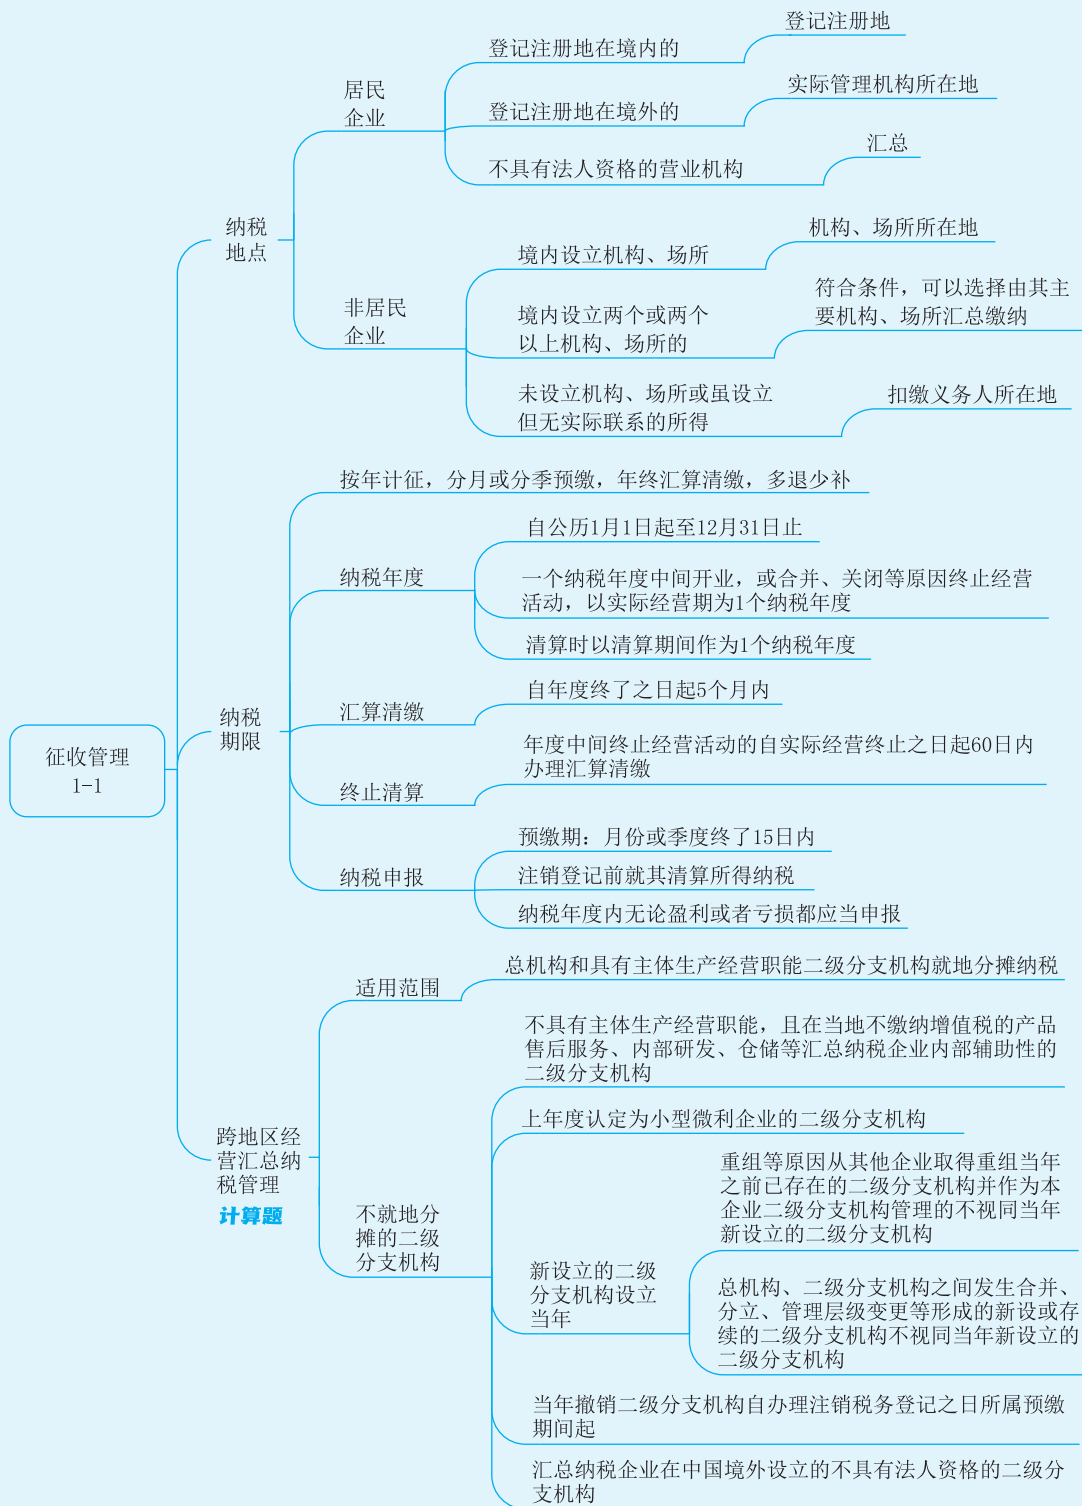 征收管理
1-1
纳税
地点
居民
企业
登记注册地在境内的
登记注册地
登记注册地在境外的
实际管理机构所在地
不具有法人资格的营业机构
汇总
非居民
企业
境内设立机构、场所
机构、场所所在地
境内设立两个或两个
以上机构、场所的
符合条件，可以选择由其主
要机构、场所汇总缴纳
未设立机构、场所或虽设立
但无实际联系的所得
扣缴义务人所在地
纳税
期限
按年计征，分月或分季预缴，年终汇算清缴，多退少补
纳税年度
自公历1月1日起至12月31日止
一个纳税年度中间开业，或合并、关闭等原因终止经营
活动，以实际经营期为1个纳税年度
清算时以清算期间作为1个纳税年度
汇算清缴
自年度终了之日起5个月内
终止清算
年度中间终止经营活动的自实际经营终止之日起60日内
办理汇算清缴
纳税申报
预缴期：月份或季度终了15日内
注销登记前就其清算所得纳税
纳税年度内无论盈利或者亏损都应当申报
跨地区经
营汇总纳
税管理
计算题
适用范围
总机构和具有主体生产经营职能二级分支机构就地分摊纳税
不就地分
摊的二级
分支机构
不具有主体生产经营职能，且在当地不缴纳增值税的产品
售后服务、内部研发、仓储等汇总纳税企业内部辅助性的
二级分支机构
上年度认定为小型微利企业的二级分支机构
新设立的二级
分支机构设立
当年
重组等原因从其他企业取得重组当年
之前已存在的二级分支机构并作为本
企业二级分支机构管理的不视同当年
新设立的二级分支机构
总机构、二级分支机构之间发生合并、
分立、管理层级变更等形成的新设或存
续的二级分支机构不视同当年新设立的
二级分支机构
当年撤销二级分支机构自办理注销税务登记之日所属预缴
期间起
汇总纳税企业在中国境外设立的不具有法人资格的二级分
支机构